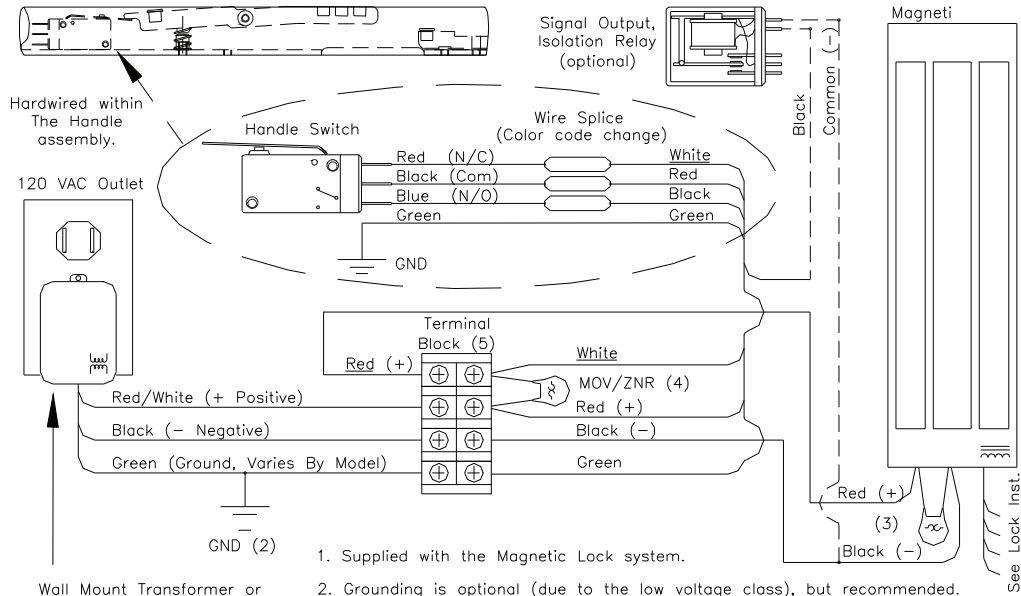 Magneti
Signal Output,
Isolation Relay
(optional)
Black
Common (-)
Hardwired within
The Handle
assembly.
Handle Switch
Wire Splice
(Color code change)
Red (N/C)
White
Black (Com)
Red
Blue (N/O)
Black
Green
Green
GND
120 VAC Outlet
Terminal
Block (5)
Red (+)
White
MOV/ZNR (4)
Red/White (+ Positive)
Red (+)
Black (- Negative)
Black (-)
Green (Ground, Varies By Model)
Green
GND (2)
Red (+)
(3)
Black (-)
See Lock Inst.
1. Supplied with the Magnetic Lock system.
Wall Mount Transformer or
2. Grounding is optional (due to the low voltage class), but recommended.